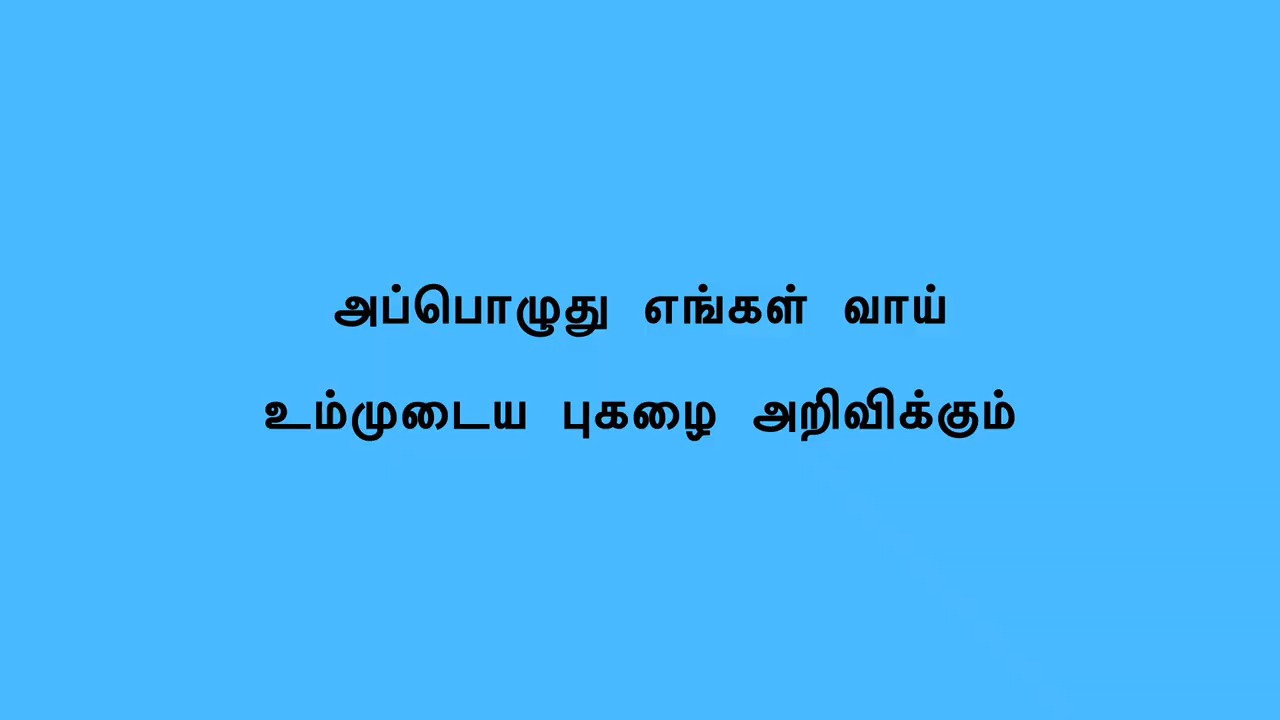 அப்பொழுது எங்கள் வாய்
உம்முடைய புகழை அறிவிக்கும்